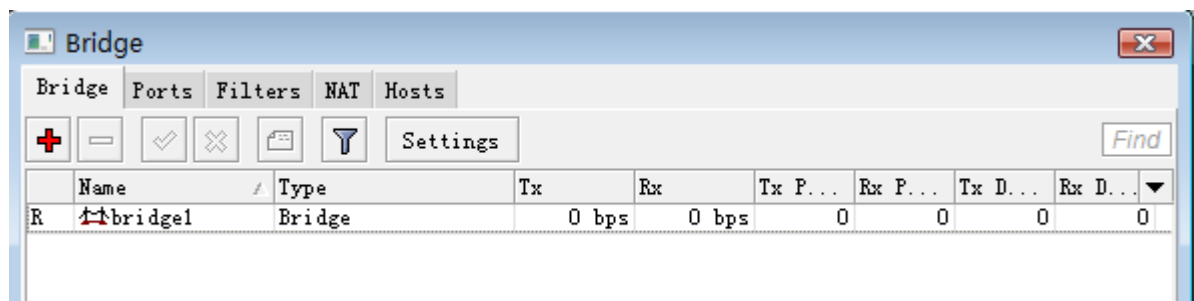 Bridge
Bridge Ports Filters NAT Hosts
Settings Find
Name Type Tx Rx Tx P... Rx P... Tx D... Rx D...
R bridge1 Bridge 0 bps 0 bps 0 0 0 0